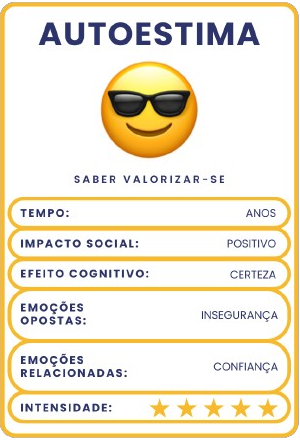 AUTOESTIMA
SABER VALORIZAR-SE
TEMPO: ANOS
IMPACTO SOCIAL: POSITIVO
EFEITO COGNITIVO: CERTEZA
EMOÇÕES
OPOSTAS: INSEGURANÇA
EMOÇÕES
RELACIONADAS: CONFIANÇA
INTENSIDADE: ★★★★★